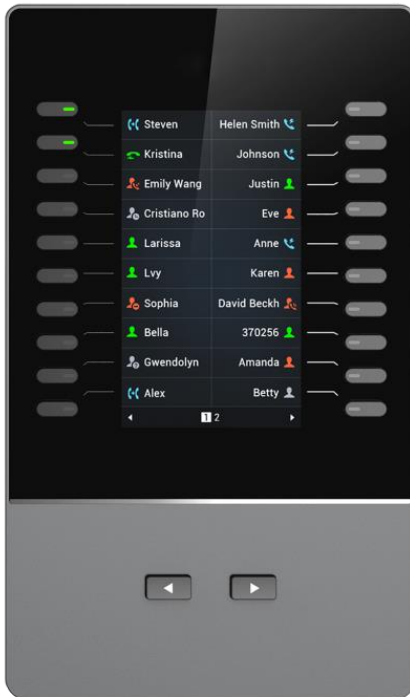 Steven Helen Smith
Kristina Johnson
Emily Wang Justin
Cristiano Ro Eve
Larissa Anne
Lvy Karen
Sophia David Beckh
Bella 370256
Gwendolyn Amanda
Alex Betty
1 2